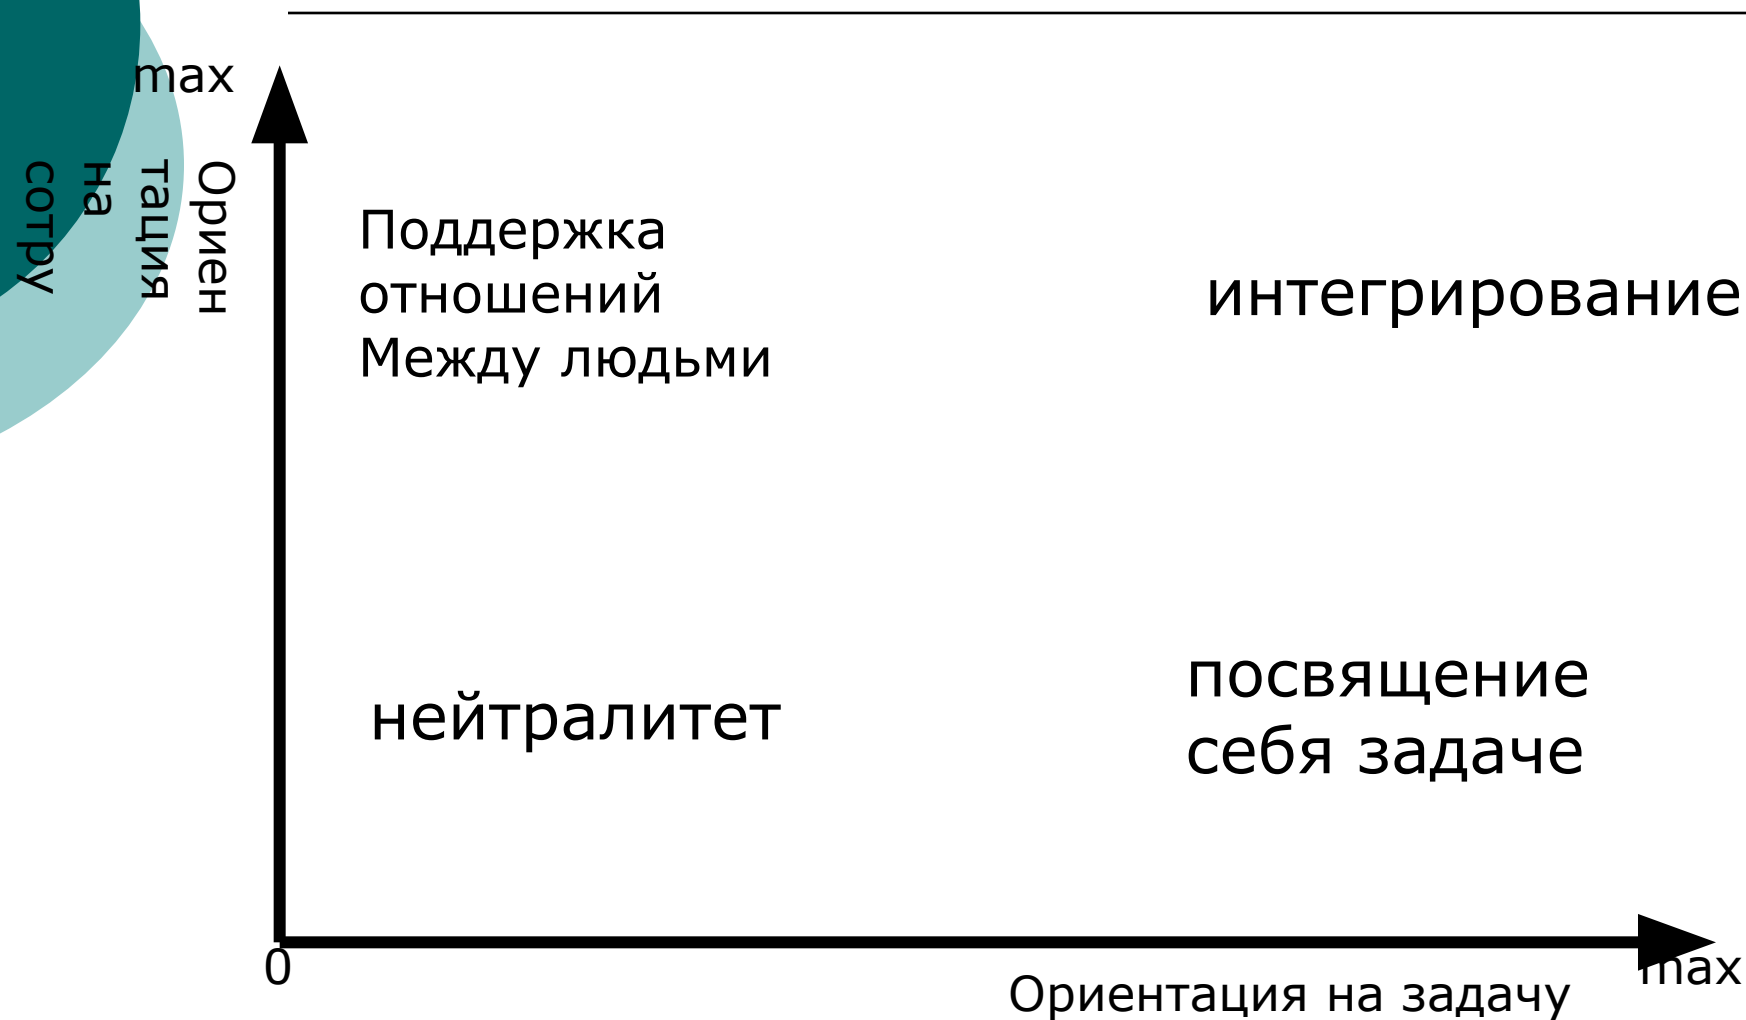 max
Ориен
тация
на
сотру
Поддержка
отношений
Между людьми
интегрирование
нейтралитет
посвящение
себя задаче
0
Ориентация на задачу
max